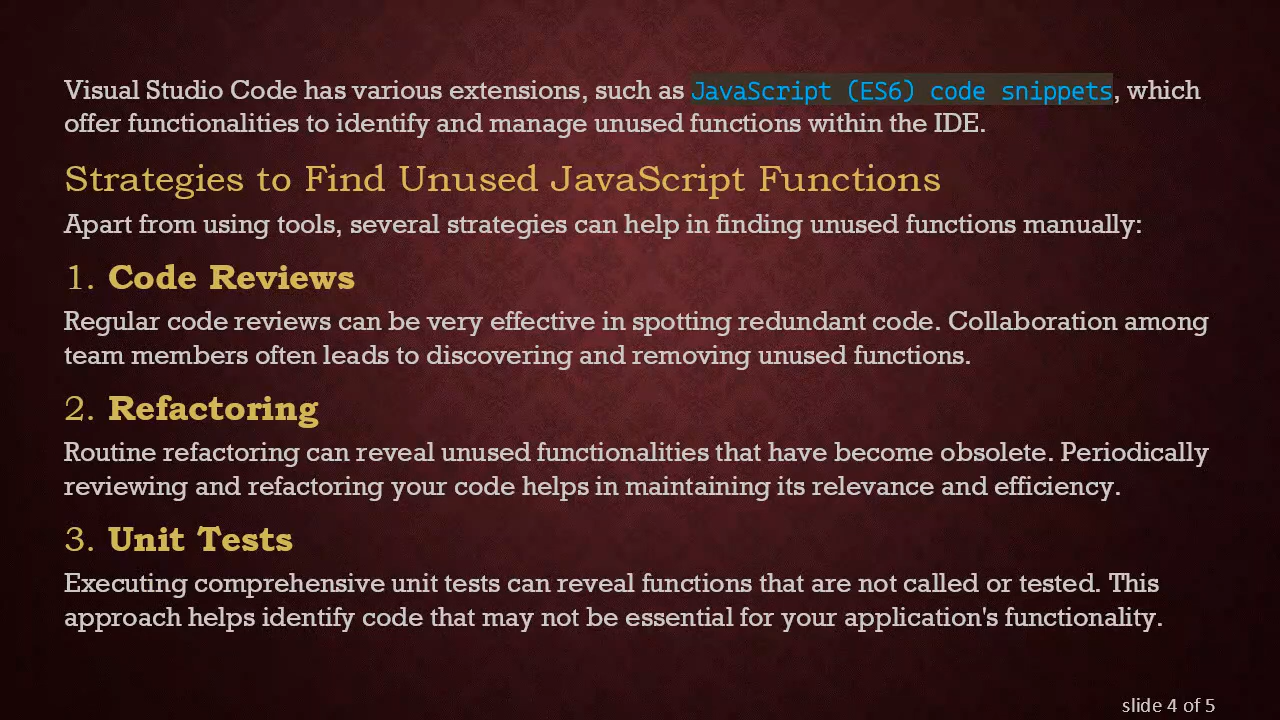 Visual Studio Code has various extensions, such as JavaScript (ES6) code snippets, which
offer functionalities to identify and manage unused functions within the IDE.
Strategies to Find Unused JavaScript Functions
Apart from using tools, several strategies can help in finding unused functions manually:
1. Code Reviews
Regular code reviews can be very effective in spotting redundant code. Collaboration among
team members often leads to discovering and removing unused functions.
2. Refactoring
Routine refactoring can reveal unused functionalities that have become obsolete. Periodically
reviewing and refactoring your code helps in maintaining its relevance and efficiency.
3. Unit Tests
Executing comprehensive unit tests can reveal functions that are not called or tested. This
approach helps identify code that may not be essential for your application's functionality.
slide 4 of 5